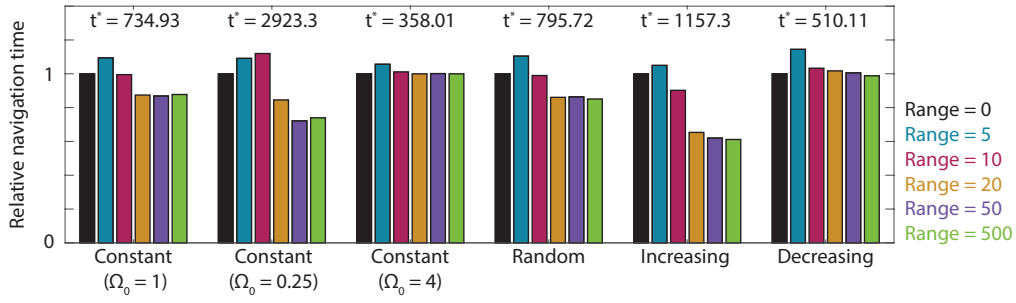 t* = 734.93 t* = 2923.3 t* = 358.01 t* = 795.72 t* = 1157.3 t* = 510.11
Relative navigation time
1
0
Range = 0
Range = 5
Range = 10
Range = 20
Range = 50
Range = 500
Constant Constant Constant Random Increasing Decreasing
(Ω₀ = 1) (Ω₀ = 0.25) (Ω₀ = 4)